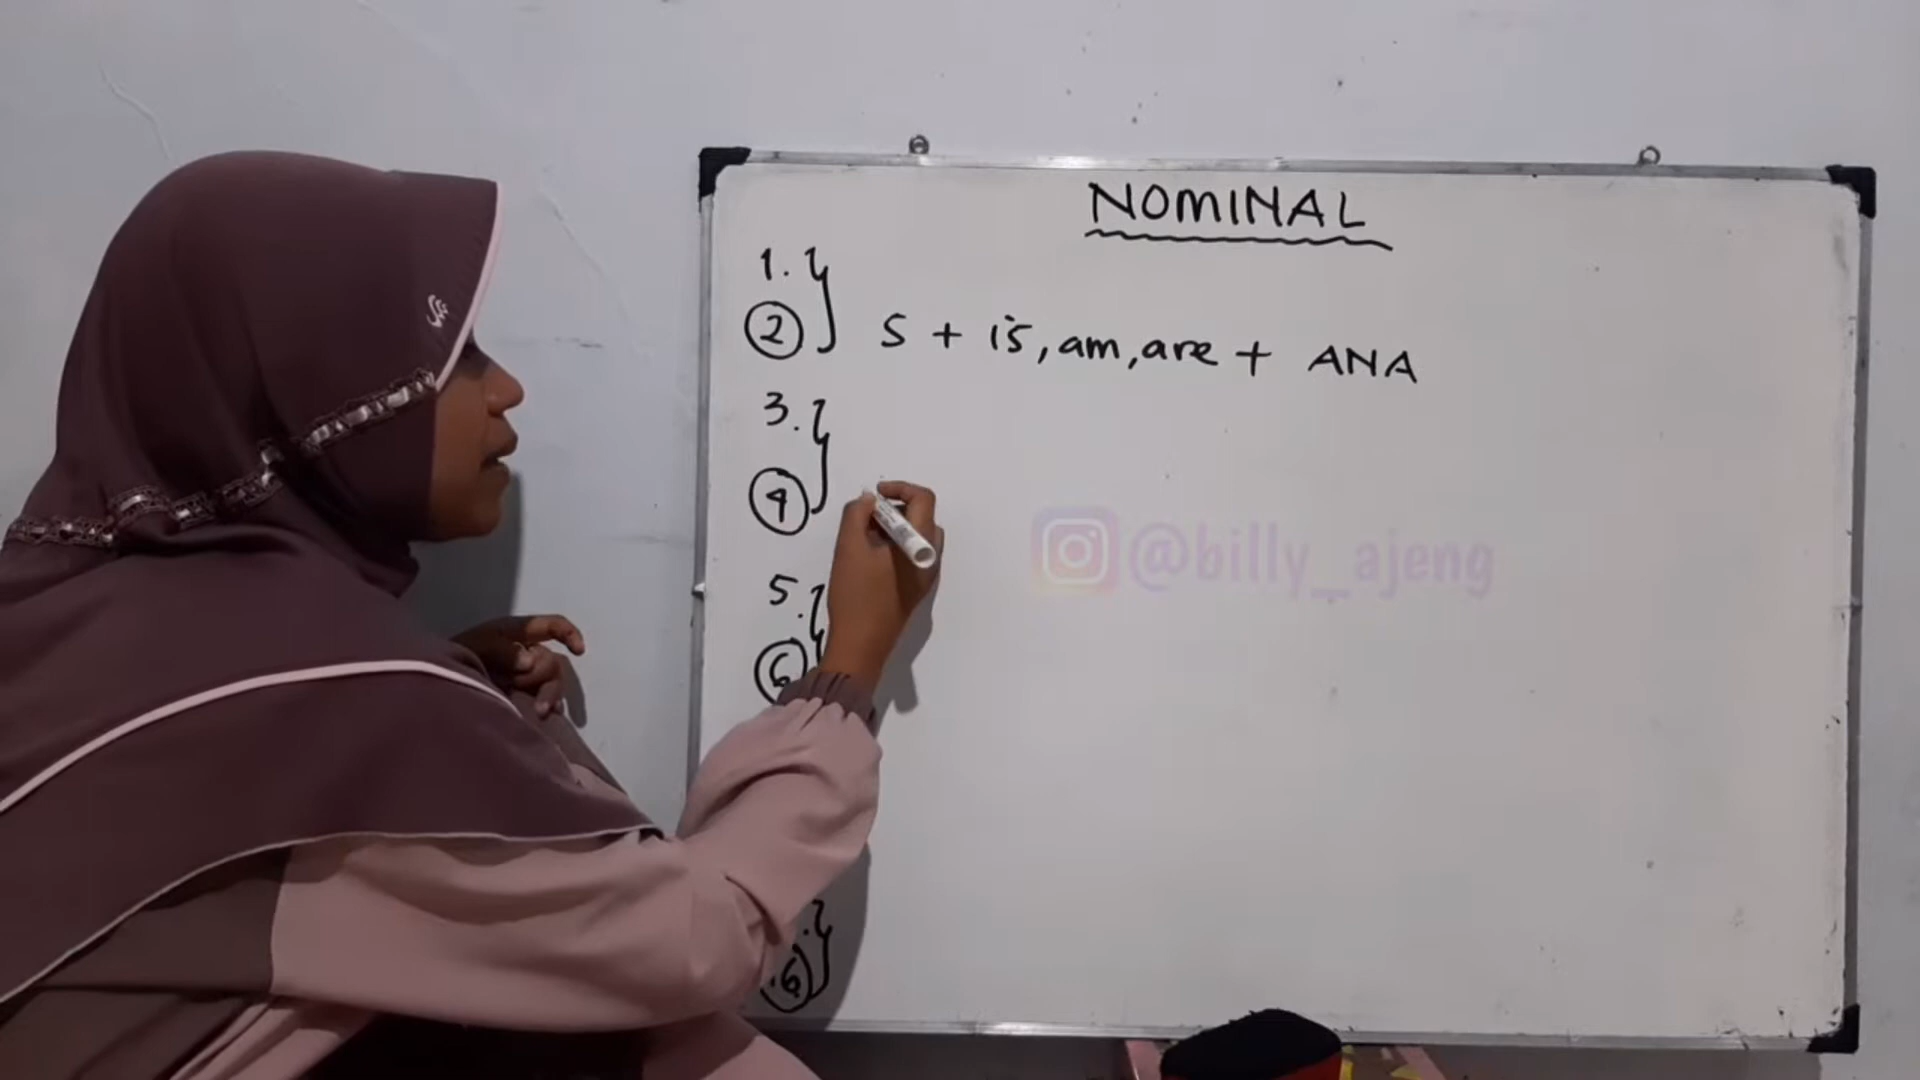 NOMINAL
1.
2 S + is, am, are + ANA
3.
4
@billy_ajeng
5.
6
.6